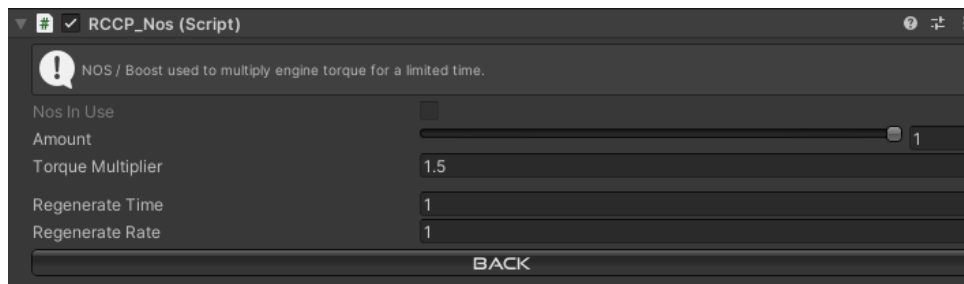 RCCP_Nos (Script)
NOS / Boost used to multiply engine torque for a limited time.
Nos In Use
Amount 1
Torque Multiplier 1.5
Regenerate Time 1
Regenerate Rate 1
BACK